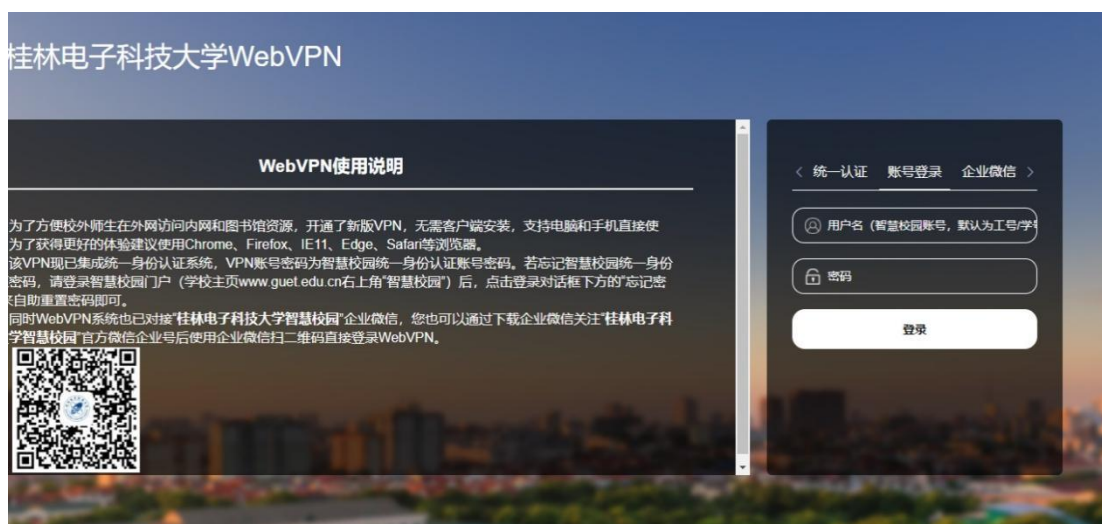 桂林电子科技大学WebVPN
WebVPN使用说明
为了方便校外师生在外网访问内网和图书馆资源，开通了新版VPN，无需客户端安装，支持电脑和手机直接使
为了获得更好的体验建议使用Chrome、Firefox、IE11、Edge、Safari等浏览器。
该VPN现已集成统一身份认证系统，VPN账号密码为智慧校园统一身份认证账号密码。若忘记智慧校园统一身份
密码，请登录智慧校园门户（学校主页www.guet.edu.cn右上角“智慧校园”）后，点击登录对话框下方的“忘记密
自助重置密码即可。
同时WebVPN系统也已对接“桂林电子科技大学智慧校园”企业微信，您也可以通过下载企业微信关注“桂林电子科
学智慧校园”官方微信企业号后使用企业微信扫二维码直接登录WebVPN。
统一认证 账号登录 企业微信
用户名（智慧校园账号，默认为工号/学号
密码
登录